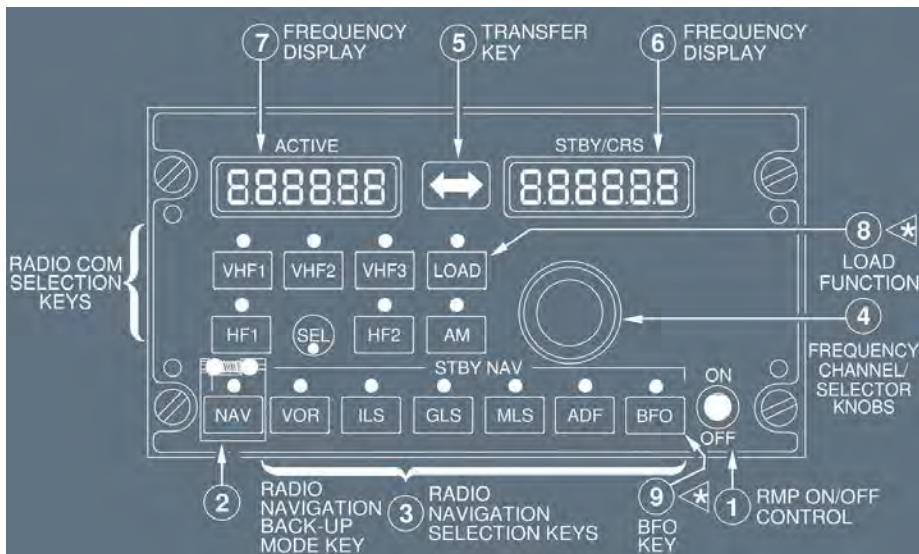 7 FREQUENCY DISPLAY
5 TRANSFER KEY
6 FREQUENCY DISPLAY
ACTIVE
STBY/CRS
8.8.8.8.8.8
8.8.8.8.8.8
RADIO COM SELECTION KEYS
VHF1 VHF2 VHF3 LOAD
8 *
LOAD FUNCTION
HF1 SEL HF2 AM
4
FREQUENCY CHANNEL/ SELECTOR KNOBS
STBY NAV
ON
NAV VOR ILS GLS MLS ADF BFO
OFF
2
RADIO NAVIGATION BACK-UP MODE KEY
3 RADIO NAVIGATION SELECTION KEYS
9 *
BFO KEY
1 RMP ON/OFF CONTROL